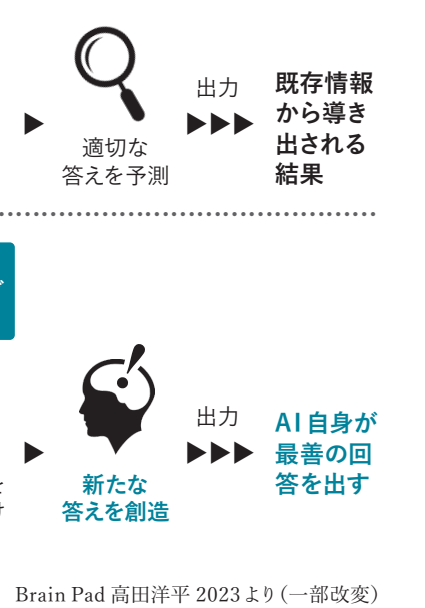 適切な
答えを予測
出力
▶▶▶
既存情報
から導き
出される
結果
新たな
答えを創造
出力
▶▶▶
AI自身が
最善の回
答を出す
Brain Pad 高田洋平 2023より（一部改変）